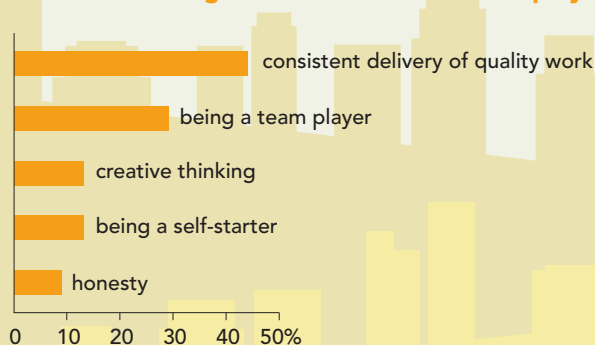 consistent delivery of quality work
being a team player
creative thinking
being a self-starter
honesty
0 10 20 30 40 50%